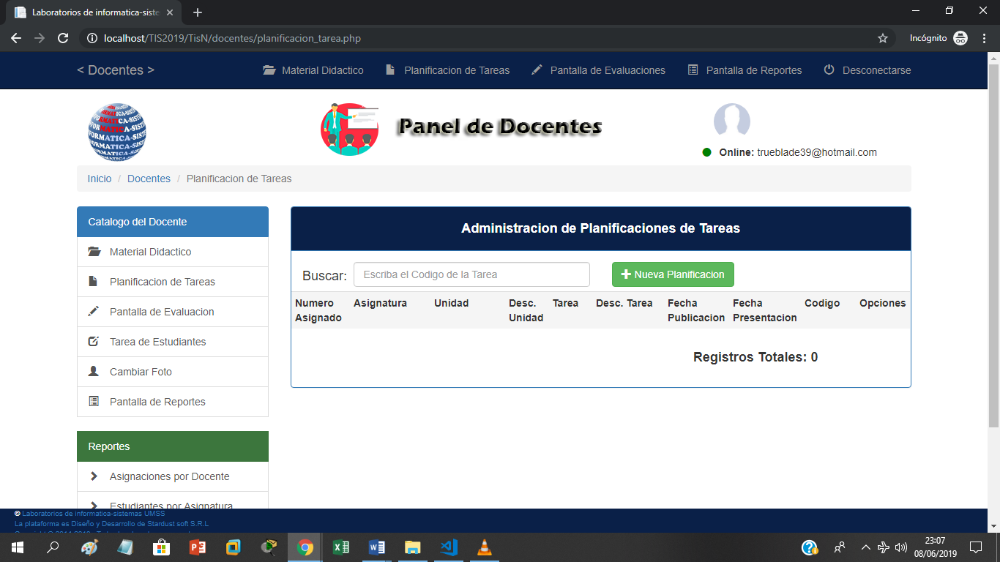 Laboratorios de informatica-siste
localhost/TIS2019/TisN/docentes/planificacion_tarea.php
Incógnito
< Docentes >
Material Didactico
Planificacion de Tareas
Pantalla de Evaluaciones
Pantalla de Reportes
Desconectarse
Panel de Docentes
Online: trueblade39@hotmail.com
Inicio / Docentes / Planificacion de Tareas
Catalogo del Docente
Material Didactico
Planificacion de Tareas
Pantalla de Evaluacion
Tarea de Estudiantes
Cambiar Foto
Pantalla de Reportes
Reportes
Asignaciones por Docente
Estudiantes por Asignatura
Administracion de Planificaciones de Tareas
Buscar: Escriba el Codigo de la Tarea
Nueva Planificacion
Numero Asignado
Asignatura
Unidad
Desc. Unidad
Tarea
Desc. Tarea
Fecha Publicacion
Fecha Presentacion
Codigo
Opciones
Registros Totales: 0
© Laboratorios de informatica-sistemas UMSS
La plataforma es Diseño y Desarrollo de Stardust soft S.R.L
23:07
08/06/2019